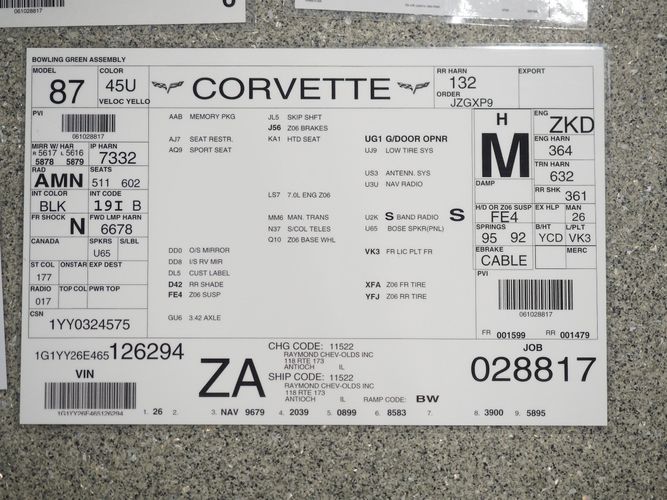 061028817
BOWLING GREEN ASSEMBLY
MODEL
87
COLOR
45U
VELOC YELLO
CORVETTE
RR HARN
132
ORDER
JZGXP9
EXPORT
PVI
061028817
MIRR W/ HAR
R 5617 L 5616
5878 5879
IP HARN
7332
RAD
AMN
SEATS
511 602
INT COLOR
BLK
INT CODE
19I B
FR SHOCK
N
FWD LMP HARN
6678
CANADA
SPKRS
U65
S/LBL
ST COL
177
ONSTAR
EXP DEST
RADIO
017
TOP COL
PWR TOP
CSN
1YY0324575
AAB MEMORY PKG
AJ7 SEAT RESTR.
AQ9 SPORT SEAT
DD0 O/S MIRROR
DD8 I/S RV MIR
DL5 CUST LABEL
D42 RR SHADE
FE4 Z06 SUSP
GU6 3.42 AXLE
JL5 SKIP SHFT
J56 Z06 BRAKES
KA1 HTD SEAT
LS7 7.0L ENG Z06
MM6 MAN. TRANS
N37 S/COL TELES
Q10 Z06 BASE WHL
UG1 G/DOOR OPNR
UJ9 LOW TIRE SYS
US3 ANTENN. SYS
U3U NAV RADIO
U2K S BAND RADIO S
U65 BOSE SPKR(PNL)
VK3 FR LIC PLT FR
XFA Z06 FR TIRE
YFJ Z06 RR TIRE
H
M
DAMP
ENG
ZKD
ENG HARN
364
TRN HARN
632
RR SHK
361
H/D OR Z06 SUSP
FE4
EX HLP
MAN
26
SPRINGS
95 92
B/HT
YCD
L/PLT
VK3
EBRAKE
CABLE
MERC
PVI
061028817
FR 001599 RR 001479
1G1YY26E465126294
VIN
1G1YY26E465126294
ZA
CHG CODE: 11522
RAYMOND CHEV-OLDS INC
118 RTE 173
ANTIOCH IL
SHIP CODE: 11522
RAYMOND CHEV-OLDS INC
118 RTE 173
ANTIOCH IL RAMP CODE: BW
JOB
028817
1. 26 2. 3. NAV 9679 4. 2039 5. 0899 6. 8583 7. 8. 3900 9. 5895